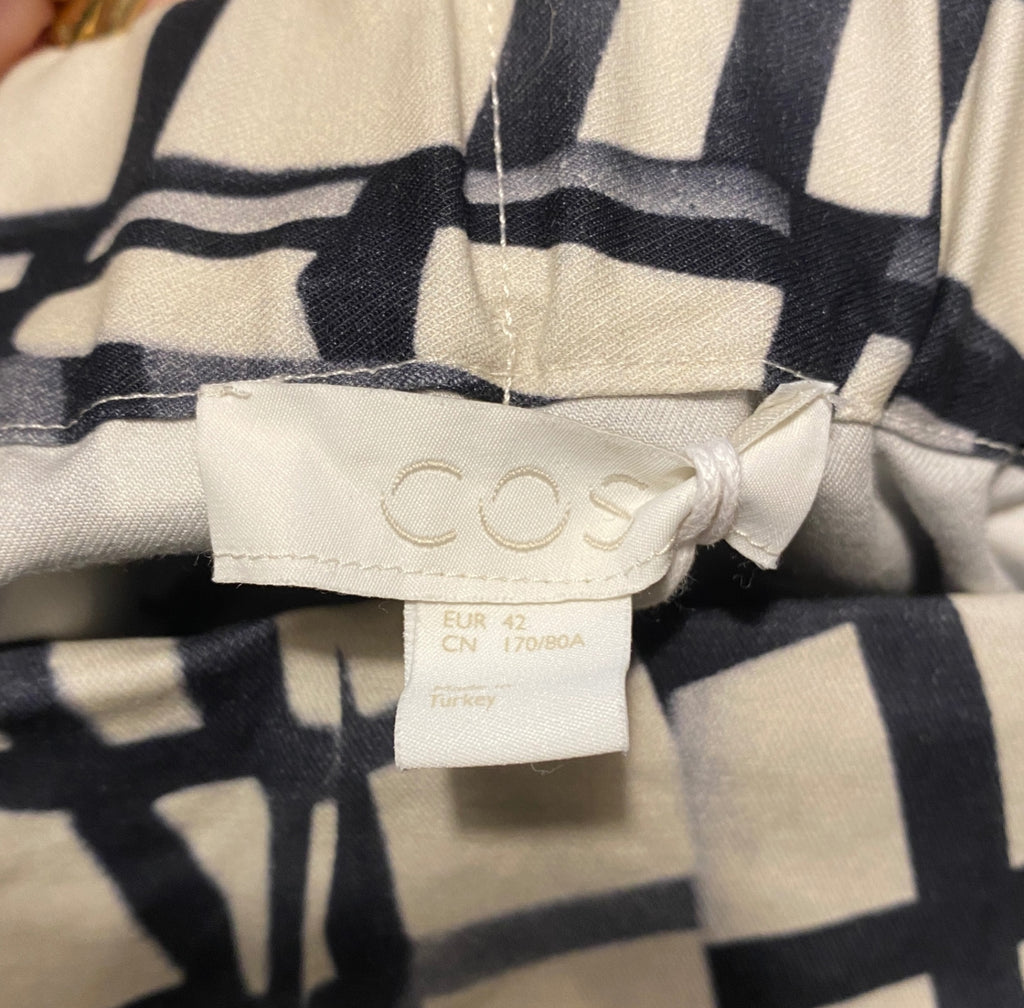 COS
EUR 42
CN 170/80A
Turkey